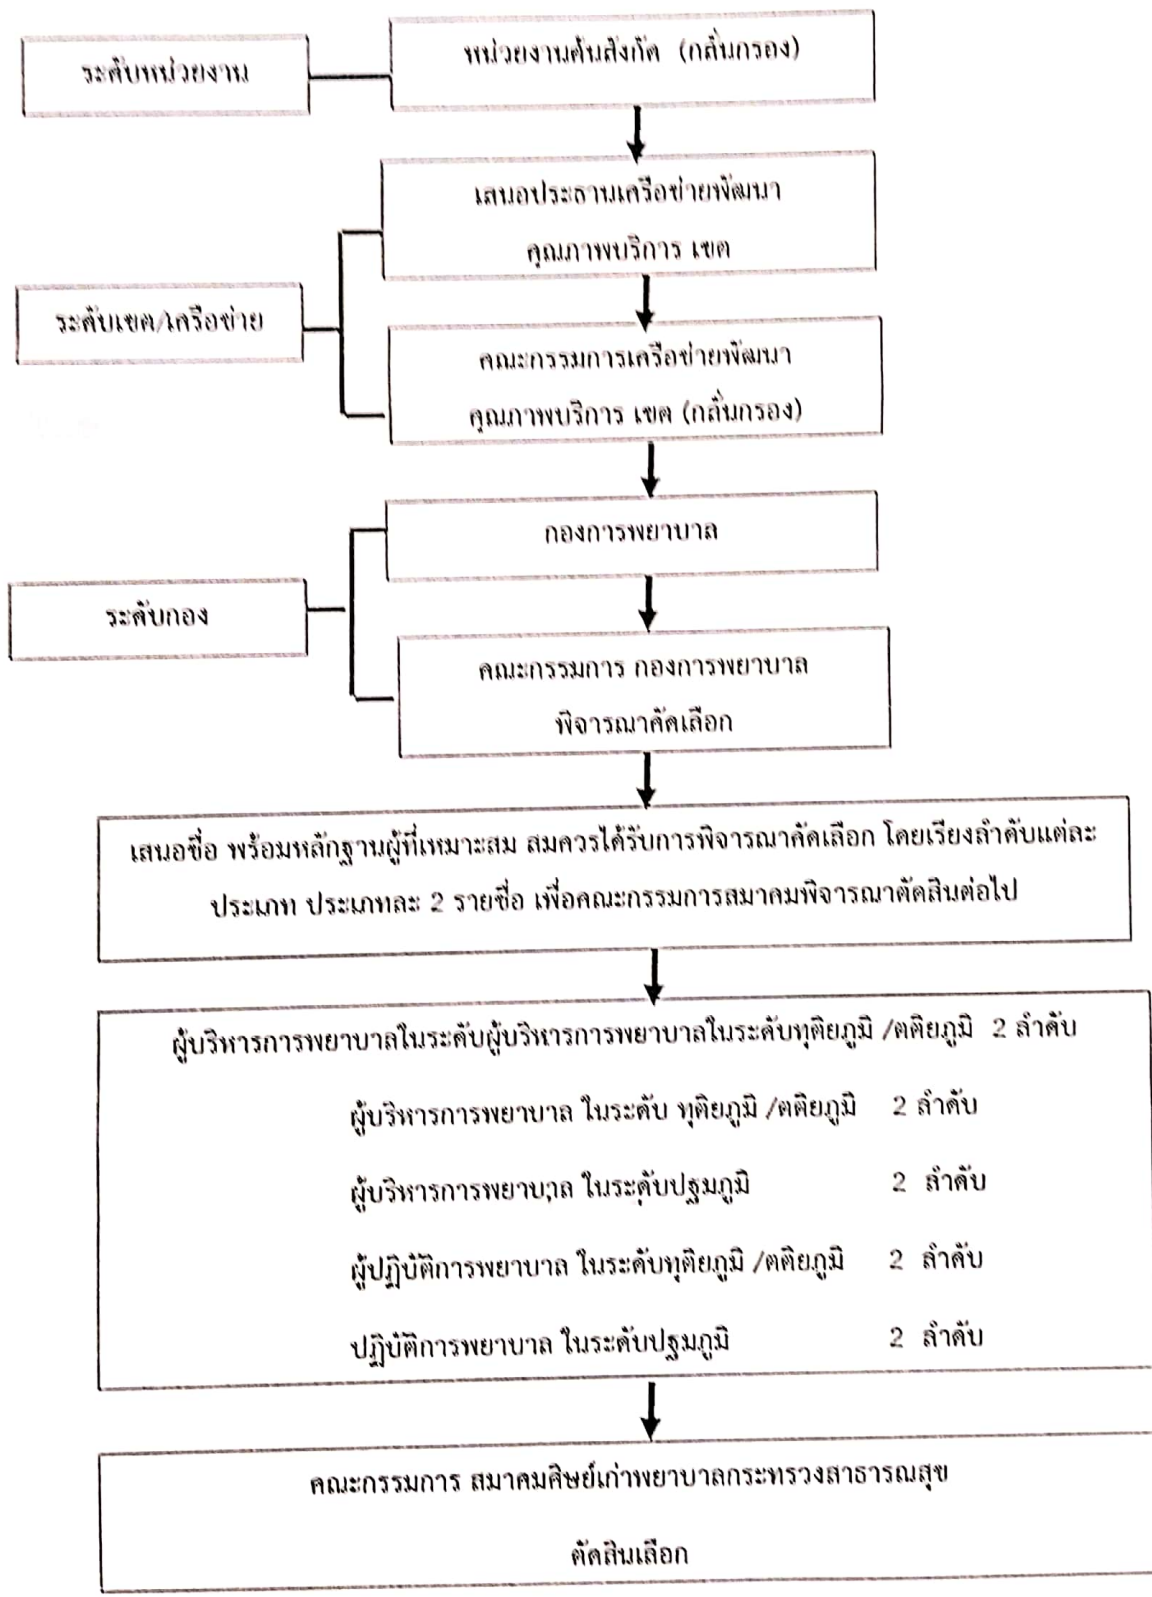 ระดับหน่วยงาน
หน่วยงานต้นสังกัด (กลั่นกรอง)
เสนอประธานเครือข่ายพัฒนา
คุณภาพบริการ เขต
ระดับเขต/เครือข่าย
คณะกรรมการเครือข่ายพัฒนา
คุณภาพบริการ เขต (กลั่นกรอง)
กองการพยาบาล
ระดับกอง
คณะกรรมการ กองการพยาบาล
พิจารณาคัดเลือก
เสนอชื่อ พร้อมหลักฐานผู้ที่เหมาะสม สมควรได้รับการพิจารณาคัดเลือก โดยเรียงลำดับแต่ละ
ประเภท ประเภทละ 2 รายชื่อ เพื่อคณะกรรมการสมาคมพิจารณาตัดสินต่อไป
ผู้บริหารการพยาบาลในระดับผู้บริหารการพยาบาลในระดับทุติยภูมิ /ตติยภูมิ 2 ลำดับ
ผู้บริหารการพยาบาล ในระดับ ทุติยภูมิ /ตติยภูมิ 2 ลำดับ
ผู้บริหารการพยาบาล ในระดับปฐมภูมิ 2 ลำดับ
ผู้ปฏิบัติการพยาบาล ในระดับทุติยภูมิ /ตติยภูมิ 2 ลำดับ
ปฏิบัติการพยาบาล ในระดับปฐมภูมิ 2 ลำดับ
คณะกรรมการ สมาคมศิษย์เก่าพยาบาลกระทรวงสาธารณสุข
ตัดสินเลือก